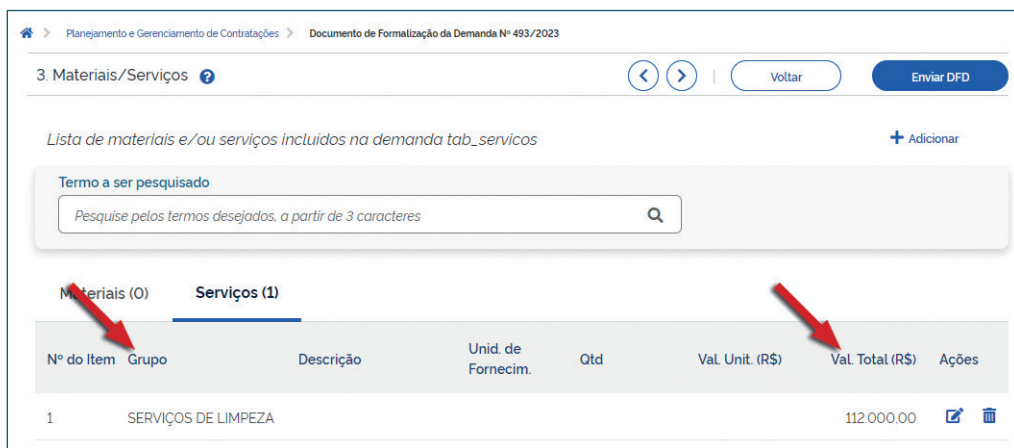 Planejamento e Gerenciamento de Contratações > Documento de Formalização da Demanda Nº 493/2023
3. Materiais/Serviços ?
Voltar
Enviar DFD
Lista de materiais e/ou serviços incluídos na demanda tab_servicos
+ Adicionar
Termo a ser pesquisado
Pesquise pelos termos desejados, a partir de 3 caracteres
Materiais (0) Serviços (1)
Nº do Item Grupo Descrição Unid. de Fornecim. Qtd Val. Unit. (R$) Val. Total (R$) Ações
1 SERVIÇOS DE LIMPEZA 112.000,00